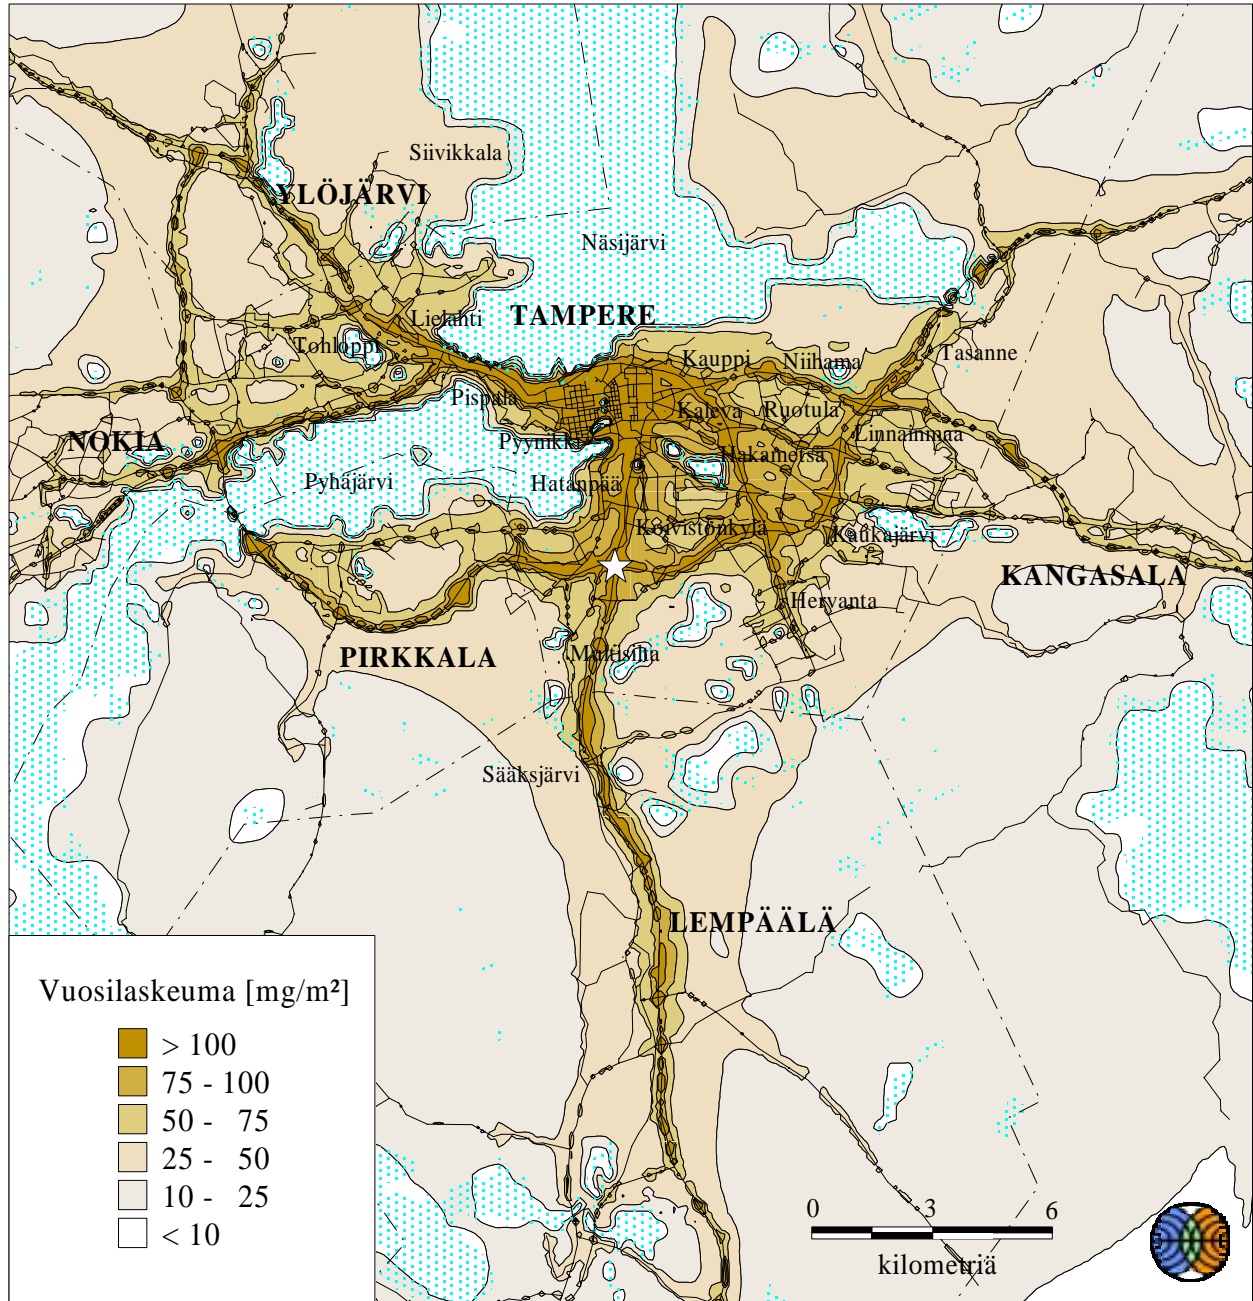 Siivikkala
YLÖJÄRVI
Näsijärvi
TAMPERE
Lielahti
Tohloppi
Kauppi
Niihama
Tasanne
Pispala
Kaleva
Ruotula
NOKIA
Pyynikki
Linnainmaa
Hakametsä
Pyhäjärvi
Hatanpää
Koivistonkylä
Kaukajärvi
KANGASALA
Hervanta
PIRKKALA
Multisilta
Sääksjärvi
LEMPÄÄLÄ
Vuosilaskeuma [mg/m²]
> 100
75 - 100
50 - 75
25 - 50
10 - 25
< 10
0 3 6
kilometriä